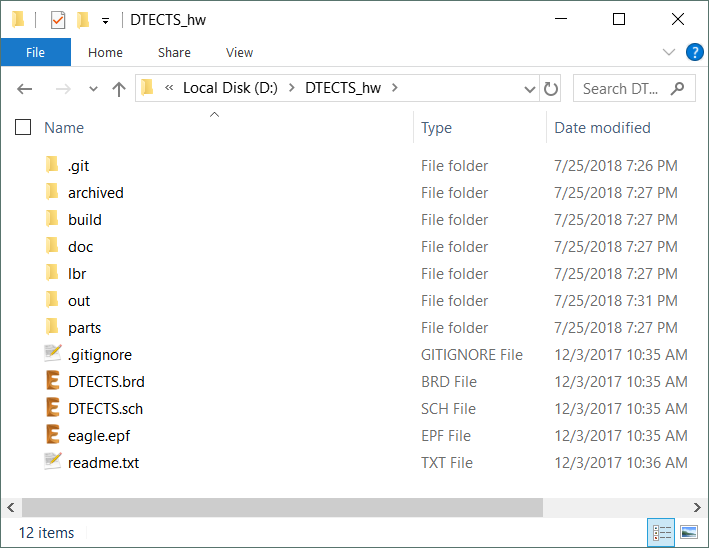 DTECTS_hw
File Home Share View
« Local Disk (D:) > DTECTS_hw > Search DT...
Name Type Date modified
.git File folder 7/25/2018 7:26 PM
archived File folder 7/25/2018 7:27 PM
build File folder 7/25/2018 7:27 PM
doc File folder 7/25/2018 7:27 PM
lbr File folder 7/25/2018 7:27 PM
out File folder 7/25/2018 7:31 PM
parts File folder 7/25/2018 7:27 PM
.gitignore GITIGNORE File 12/3/2017 10:35 AM
DTECTS.brd BRD File 12/3/2017 10:35 AM
DTECTS.sch SCH File 12/3/2017 10:35 AM
eagle.epf EPF File 12/3/2017 10:35 AM
readme.txt TXT File 12/3/2017 10:36 AM
12 items